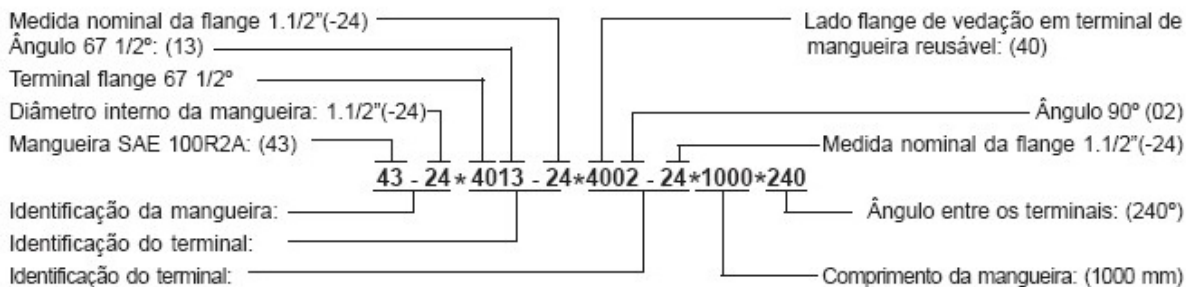 Medida nominal da flange 1.1/2”(-24)
Ângulo 67 1/2º: (13)
Terminal flange 67 1/2º
Diâmetro interno da mangueira: 1.1/2”(-24)
Mangueira SAE 100R2A: (43)
Lado flange de vedação em terminal de
mangueira reusável: (40)
Ângulo 90º (02)
Medida nominal da flange 1.1/2”(-24)
43 - 24*4013 - 24*4002 - 24*1000*240
Identificação da mangueira:
Identificação do terminal:
Identificação do terminal:
Ângulo entre os terminais: (240º)
Comprimento da mangueira: (1000 mm)